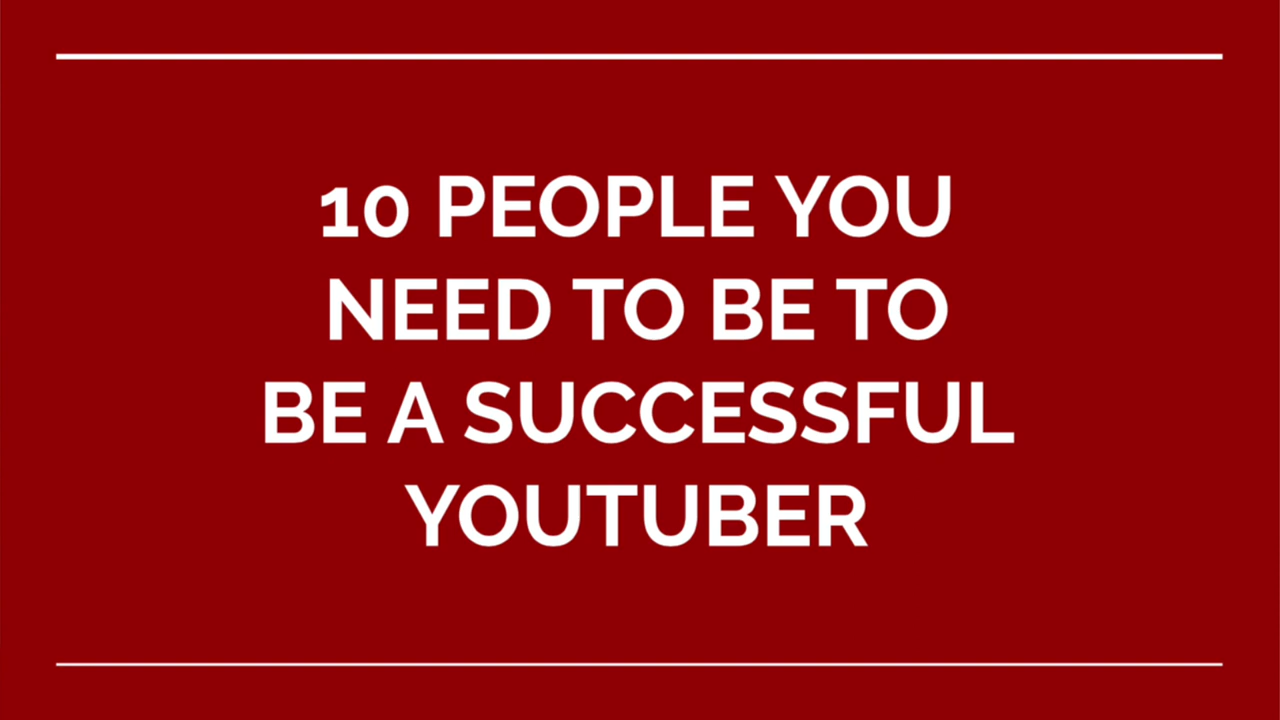 10 PEOPLE YOU
NEED TO BE TO
BE A SUCCESSFUL
YOUTUBER